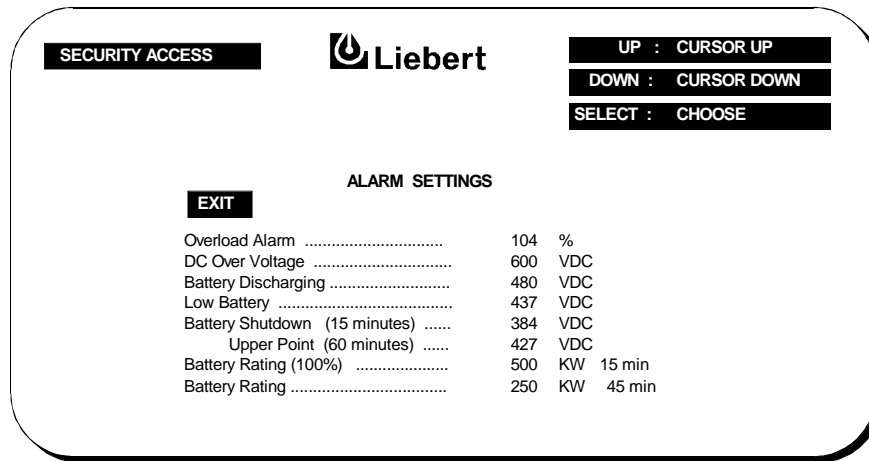 SECURITY ACCESS
Liebert
UP : CURSOR UP
DOWN : CURSOR DOWN
SELECT : CHOOSE
ALARM SETTINGS
EXIT
Overload Alarm ............................... 104 %
DC Over Voltage ............................... 600 VDC
Battery Discharging ........................... 480 VDC
Low Battery ....................................... 437 VDC
Battery Shutdown (15 minutes) ...... 384 VDC
Upper Point (60 minutes) ...... 427 VDC
Battery Rating (100%) ..................... 500 KW 15 min
Battery Rating ................................... 250 KW 45 min